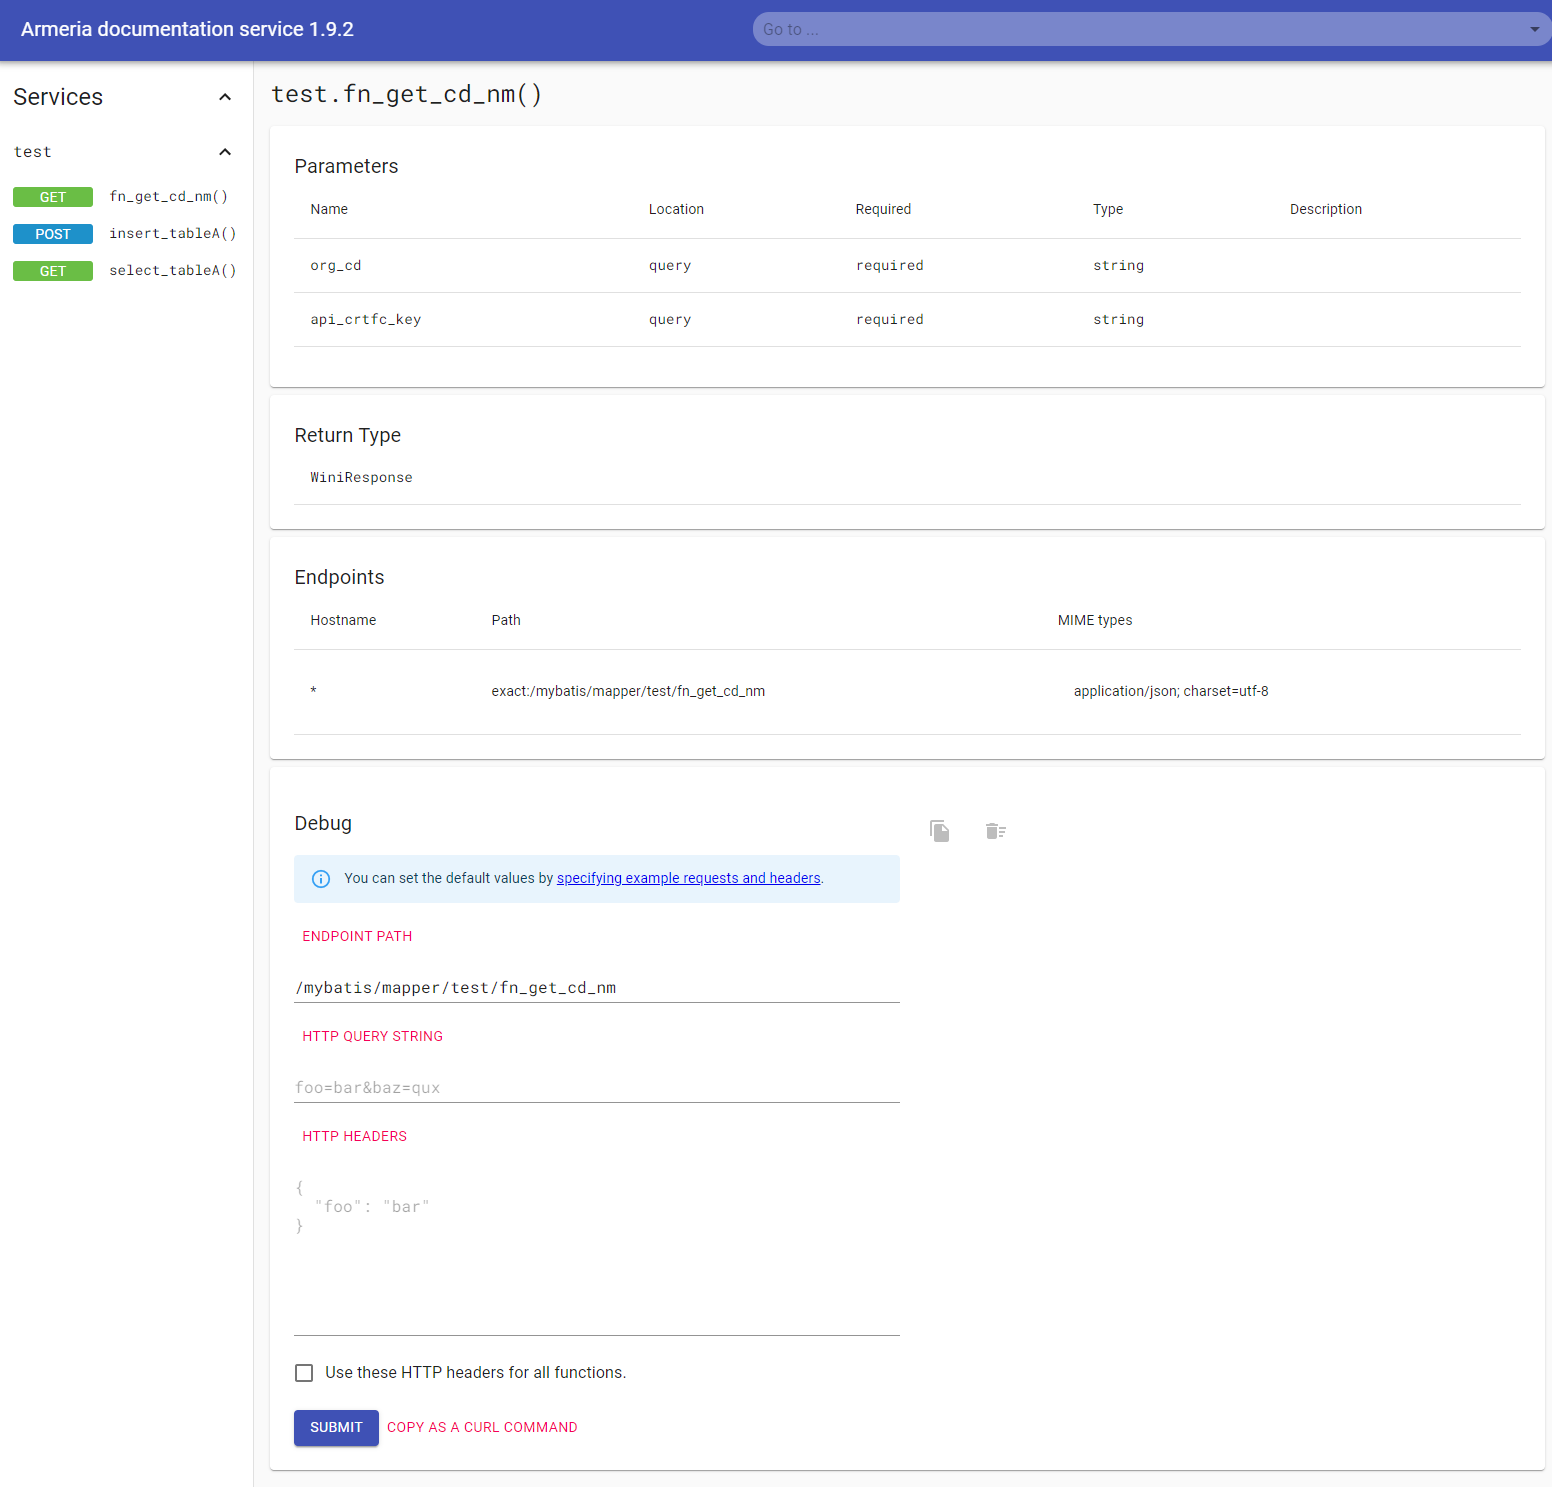 Armeria documentation service 1.9.2
Go to ...
Services
test
GET fn_get_cd_nm()
POST insert_tableA()
GET select_tableA()
test.fn_get_cd_nm()
Parameters
Name Location Required Type Description
org_cd query required string
api_crtfc_key query required string
Return Type
WiniResponse
Endpoints
Hostname Path MIME types
* exact:/mybatis/mapper/test/fn_get_cd_nm application/json; charset=utf-8
Debug
You can set the default values by specifying example requests and headers.
ENDPOINT PATH
/mybatis/mapper/test/fn_get_cd_nm
HTTP QUERY STRING
foo=bar&baz=qux
HTTP HEADERS
{
"foo": "bar"
}
Use these HTTP headers for all functions.
SUBMIT COPY AS A CURL COMMAND